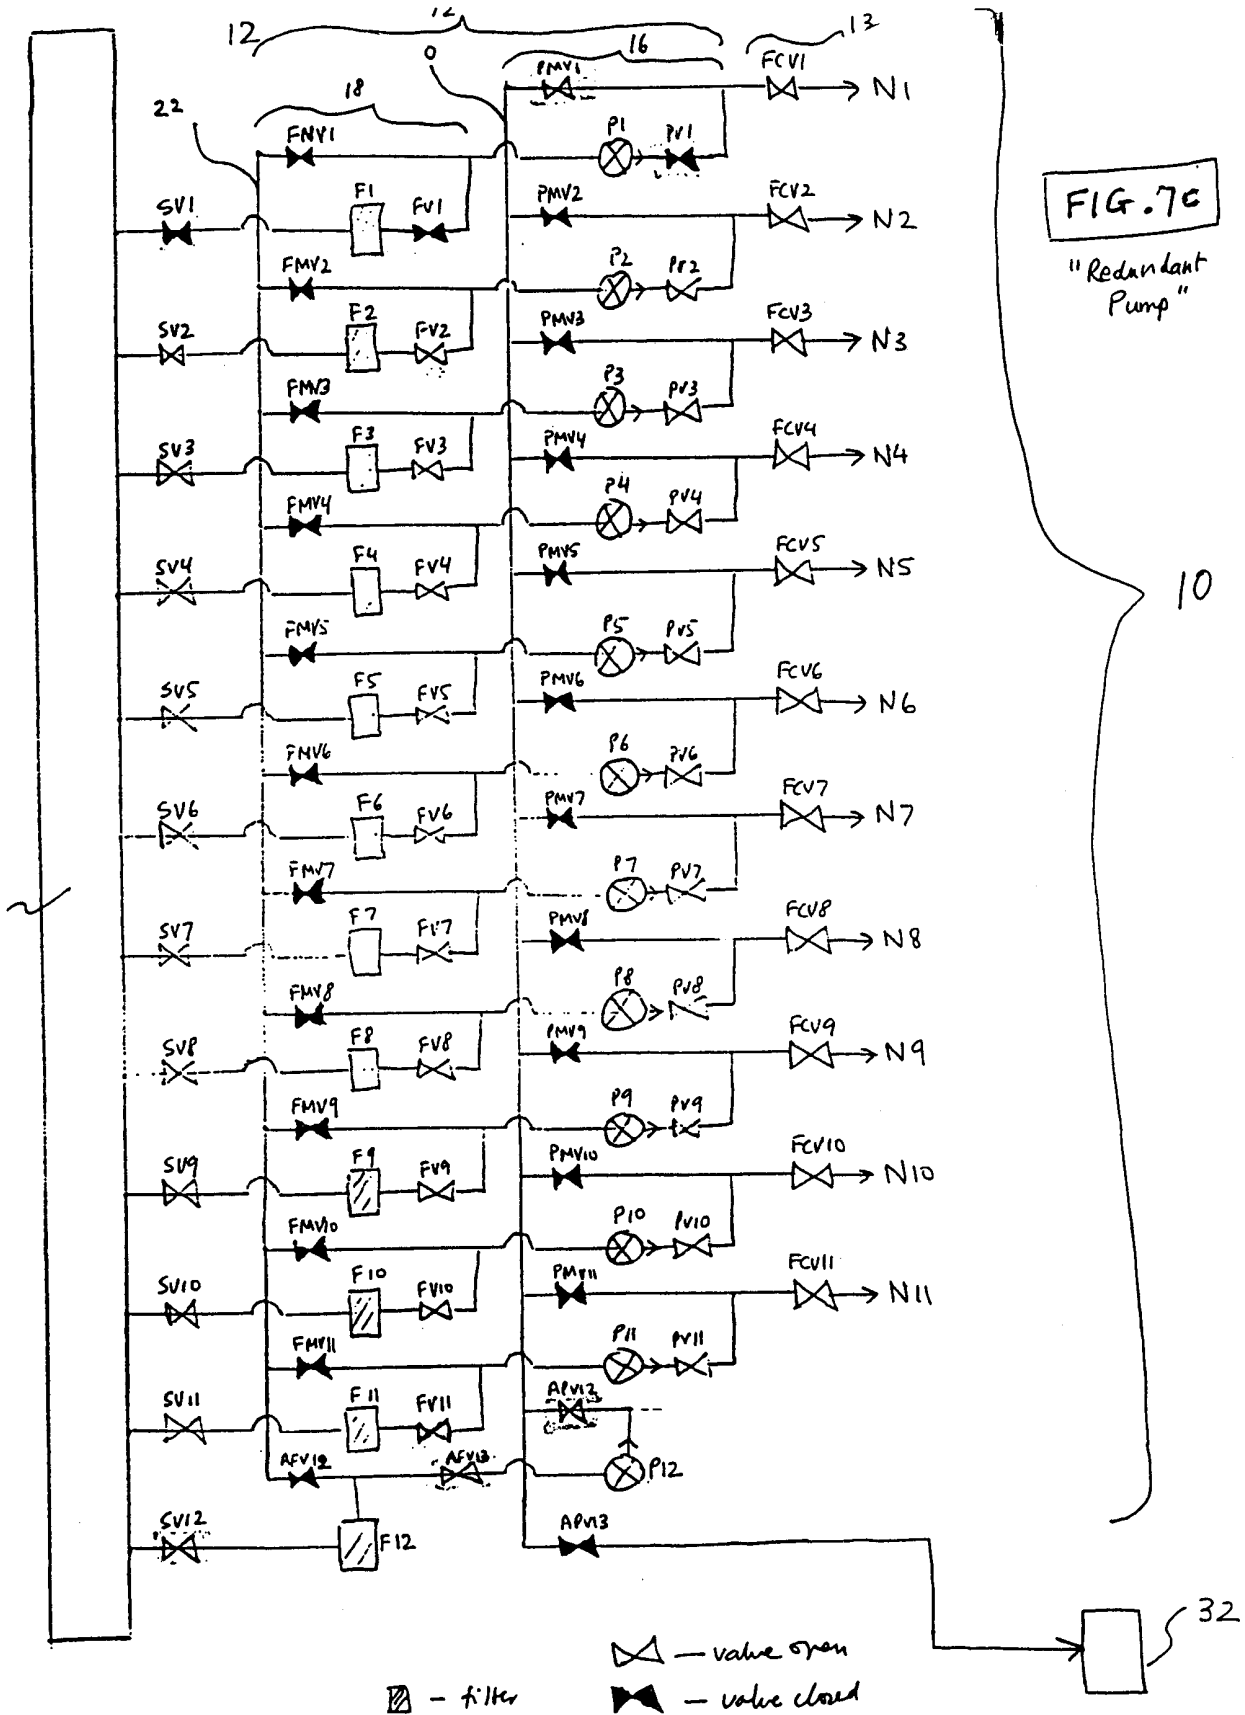 12
12
13
0
16
PMV1
FCV1
N1
22
18
FMV1
P1
PV1
SV1
F1
FV1
PMV2
FCV2
N2
FIG.7c
"Redundant
Pump"
FMV2
P2
PV2
SV2
F2
FV2
PMV3
FCV3
N3
FMV3
P3
PV3
SV3
F3
FV3
PMV4
FCV4
N4
FMV4
P4
PV4
SV4
F4
FV4
PMV5
FCV5
N5
10
FMV5
P5
PV5
SV5
F5
FV5
PMV6
FCV6
N6
FMV6
P6
PV6
SV6
F6
FV6
PMV7
FCV7
N7
FMV7
P7
PV7
SV7
F7
FV7
PMV8
FCV8
N8
FMV8
P8
PV8
SV8
F8
FV8
PMV9
FCV9
N9
FMV9
P9
PV9
SV9
F9
FV9
PMV10
FCV10
N10
FMV10
P10
PV10
SV10
F10
FV10
PMV11
FCV11
N11
FMV11
P11
PV11
SV11
F11
FV11
APV12
AFV12
AFV13
P12
SV12
F12
APV13
32
— valve open
- filter
— valve closed